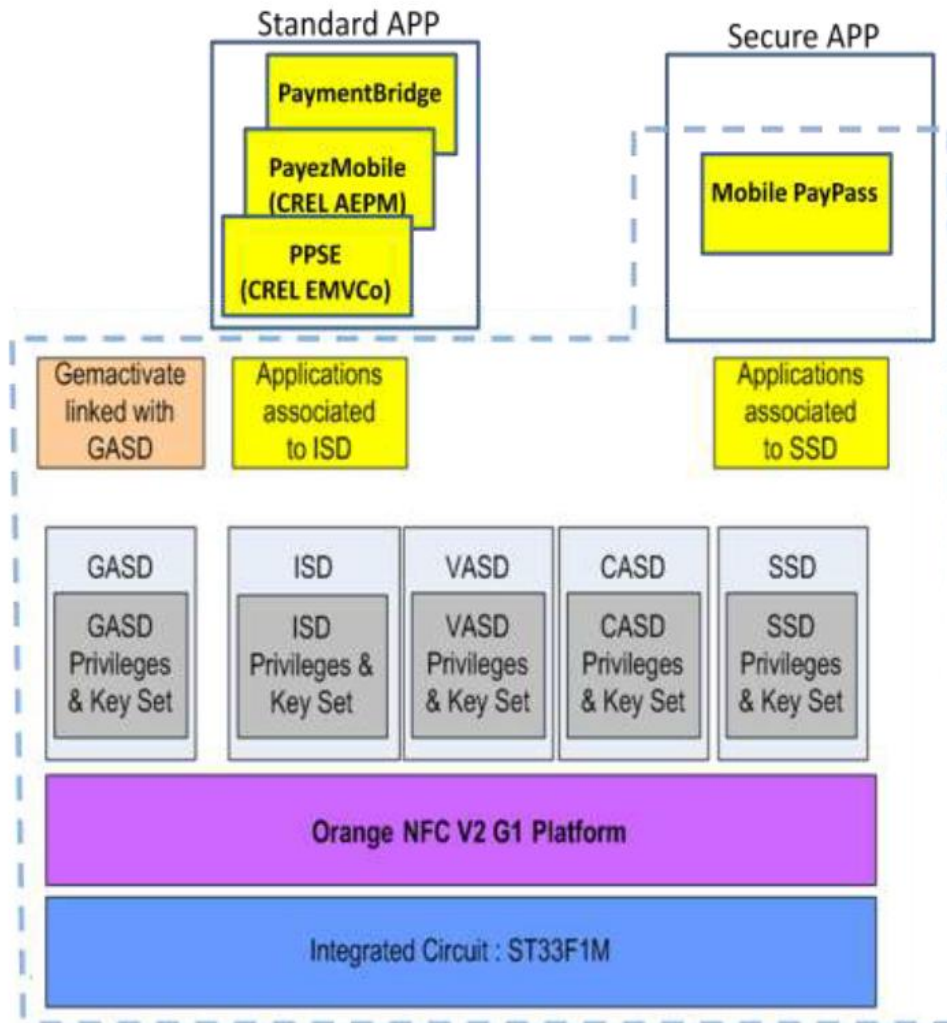 Standard APP
Secure APP
PaymentBridge
PayezMobile
(CREL AEPM)
PPSE
(CREL EMVCo)
Mobile PayPass
Gemactivate
linked with
GASD
Applications
associated
to ISD
Applications
associated
to SSD
GASD
GASD
Privileges
& Key Set
ISD
ISD
Privileges &
Key Set
VASD
VASD
Privileges
& Key Set
CASD
CASD
Privileges
& Key Set
SSD
SSD
Privileges
& Key Set
Orange NFC V2 G1 Platform
Integrated Circuit : ST33F1M